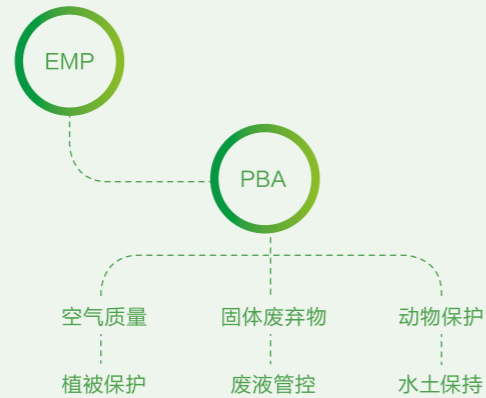 EMP
PBA
空气质量
固体废弃物
动物保护
植被保护
废液管控
水土保持